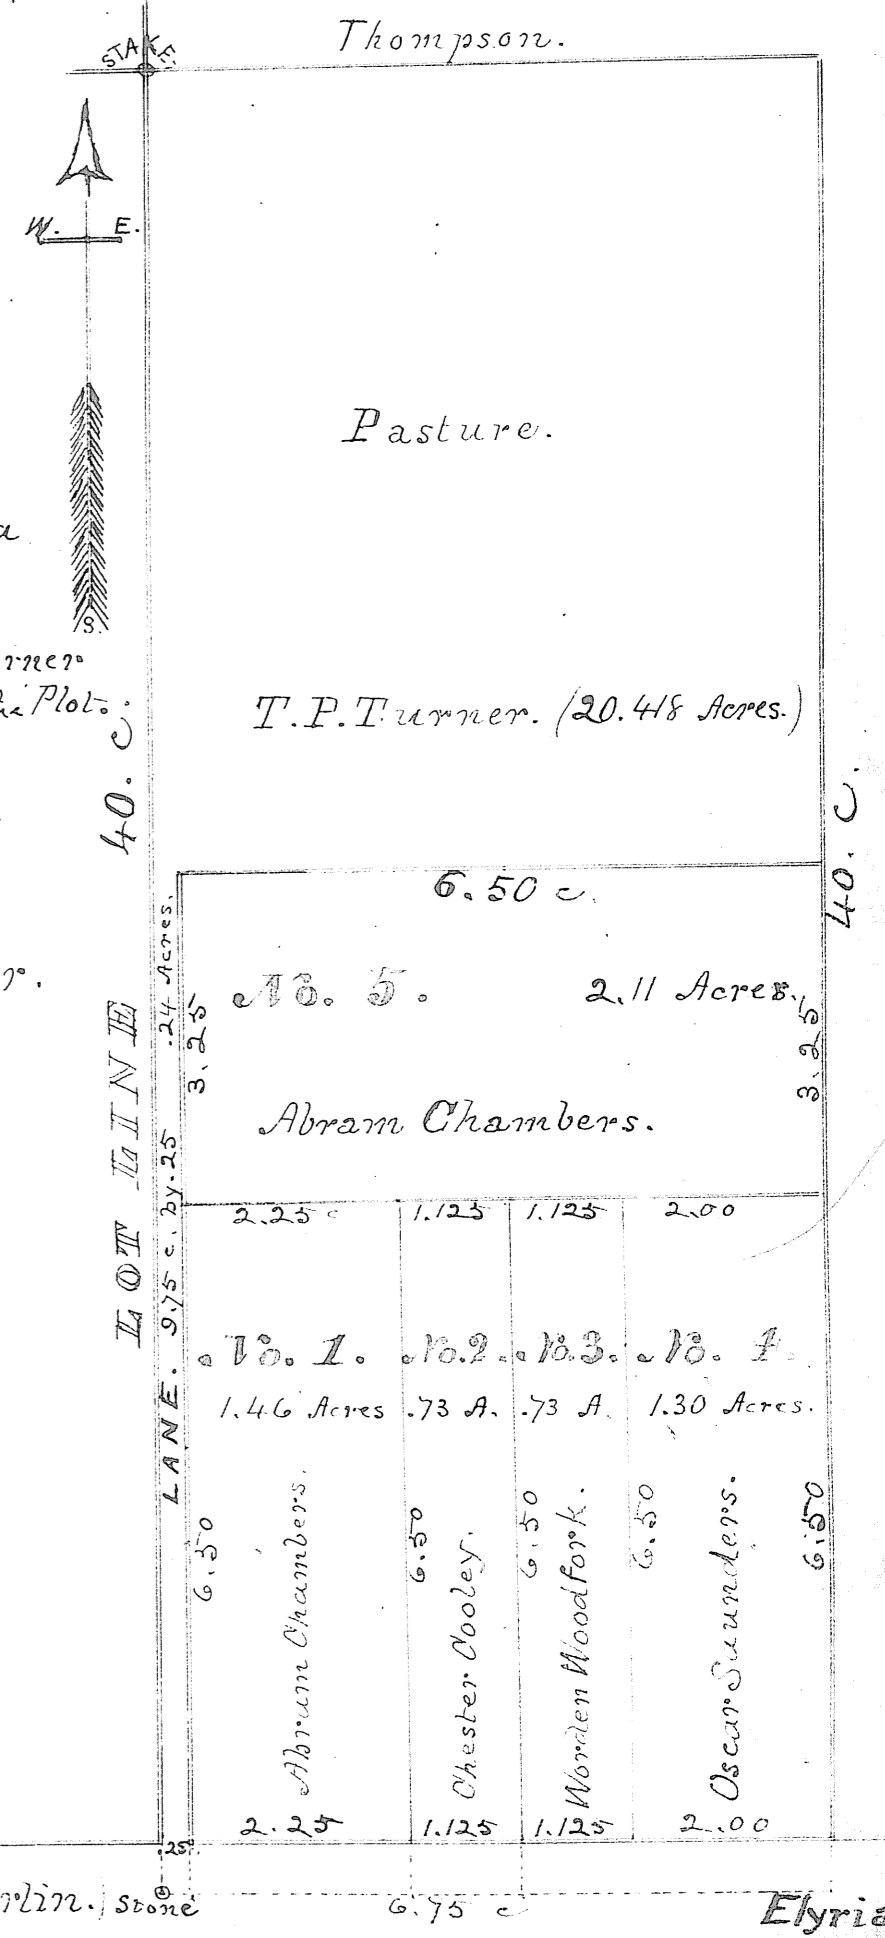 Thompson.
STAKE.
W. E.
Pasture.
S.
Plot.
T.P. Turner. (20.418 Acres.)
40. C.
40. C.
6.50 c.
.24 Acres.
No. 5. 2.11 Acres.
3.25
3.25
LOT LINE
Abram Chambers.
LANE. 9.75 c. by .25
2.25 c 1.125 1.125 2.00
No. 1. No. 2. No. 3. No. 4.
1.46 Acres .73 A. .73 A. 1.30 Acres.
6.50 6.50 6.50 6.50 6.50
Abram Chambers.
Chester Cooley.
Worden Woodfork.
Oscar Saunders.
2.25 1.125 1.125 2.00
.25
Stone 6.75 c Elyria